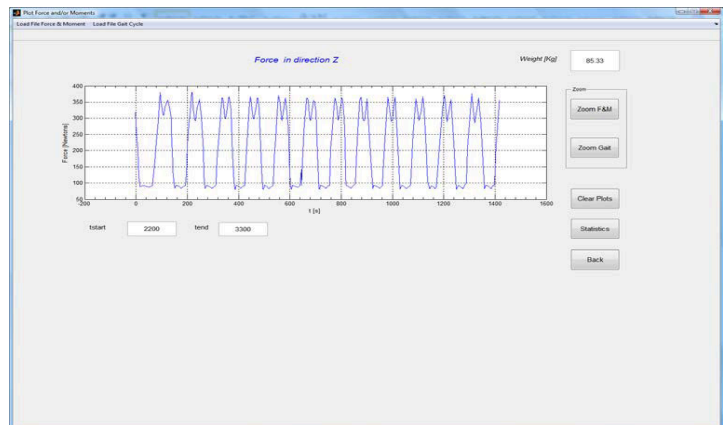 Plot Force and/or Moments
Load File Force & Moment Load File Gait Cycle
Force in direction Z
Weight [Kg]
85.33
400
350
300
250
200
150
100
50
Force [Newtons]
-200 0 200 400 600 800 1000 1200 1400 1600
t [s]
Zoom
Zoom F&M
Zoom Gait
Clear Plots
Statistics
Back
tstart 2200 tend 3300